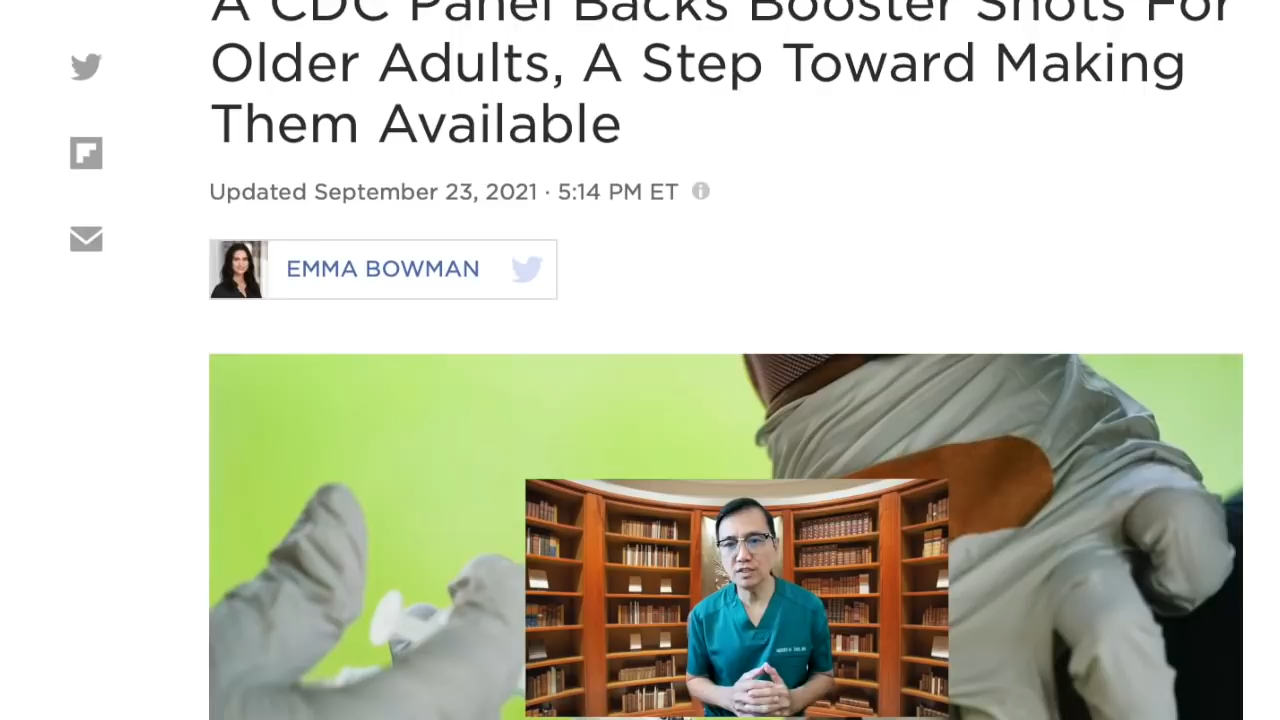 A CDC Panel Backs Booster Shots For
Older Adults, A Step Toward Making
Them Available
Updated September 23, 2021 · 5:14 PM ET
EMMA BOWMAN